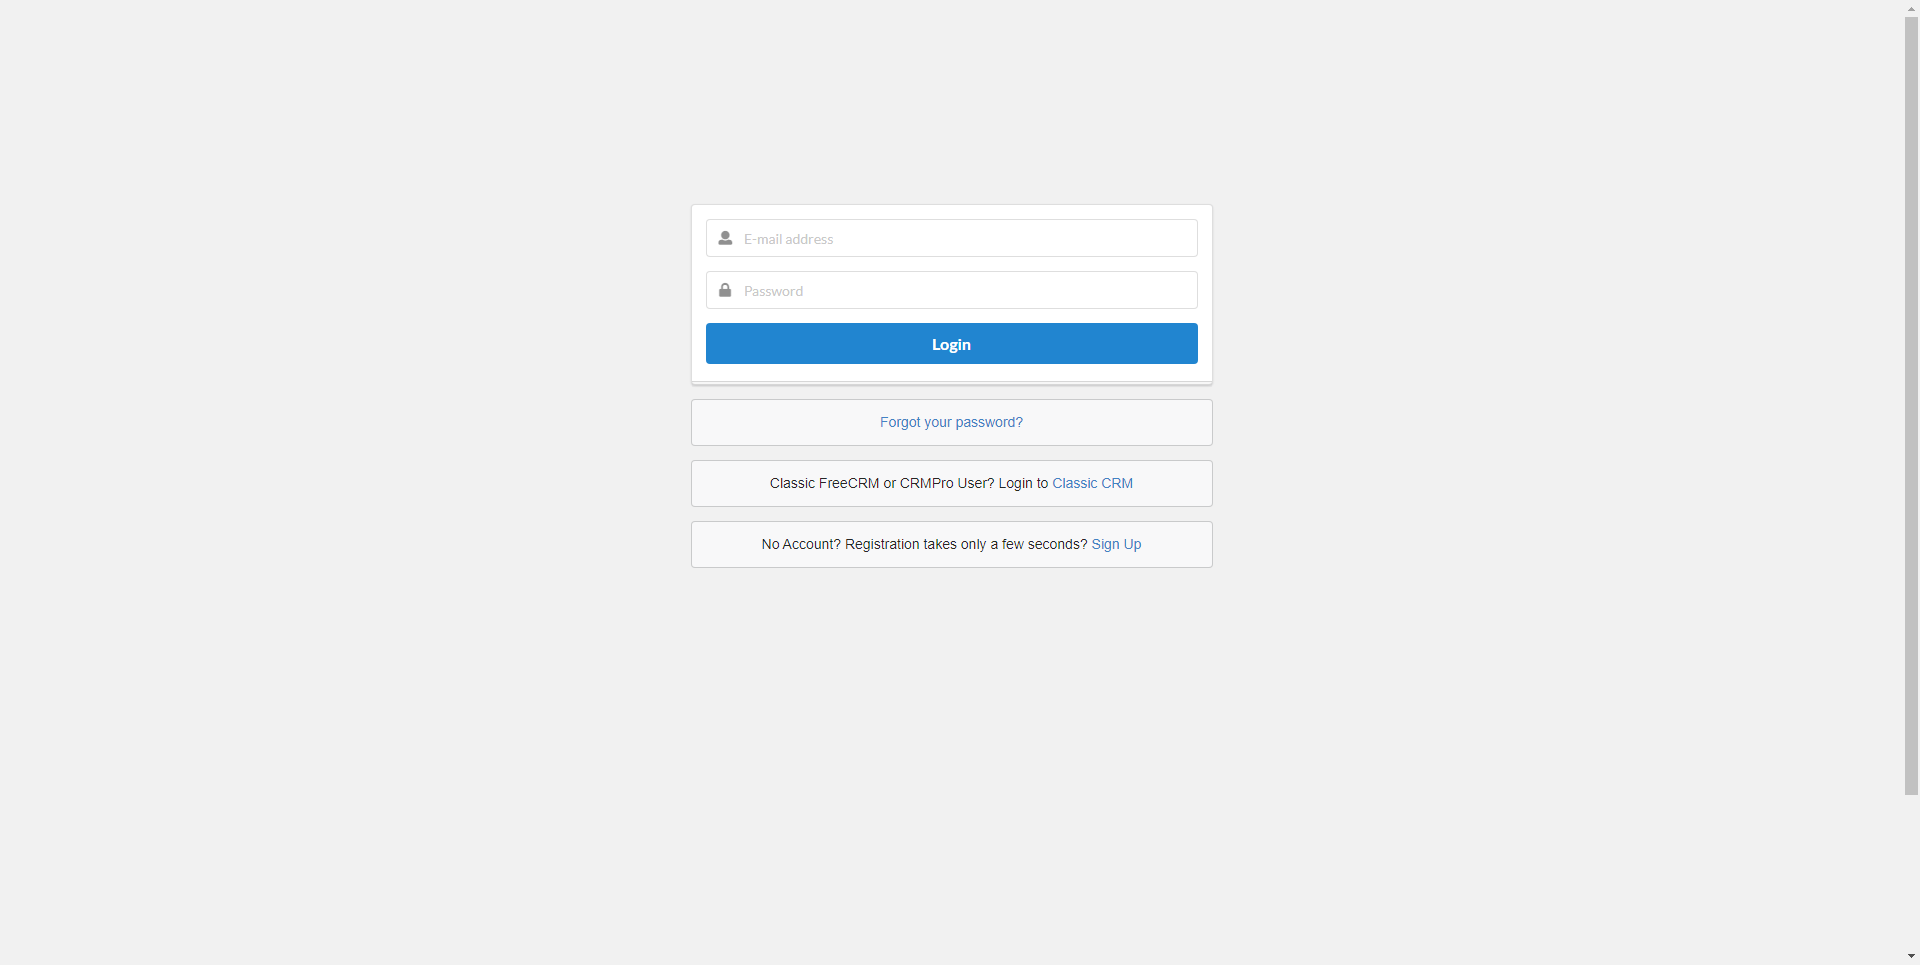 E-mail address
Password
Login
Forgot your password?
Classic FreeCRM or CRMPro User? Login to Classic CRM
No Account? Registration takes only a few seconds? Sign Up